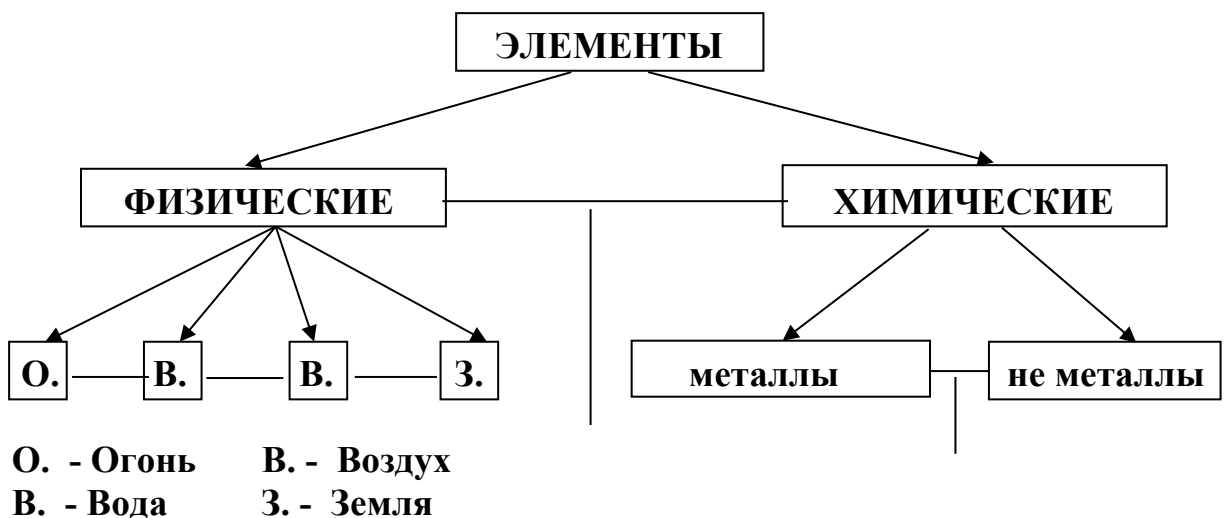 ЭЛЕМЕНТЫ
ФИЗИЧЕСКИЕ ХИМИЧЕСКИЕ
О. В. В. З. металлы не металлы
О. - Огонь В. - Воздух
В. - Вода З. - Земля